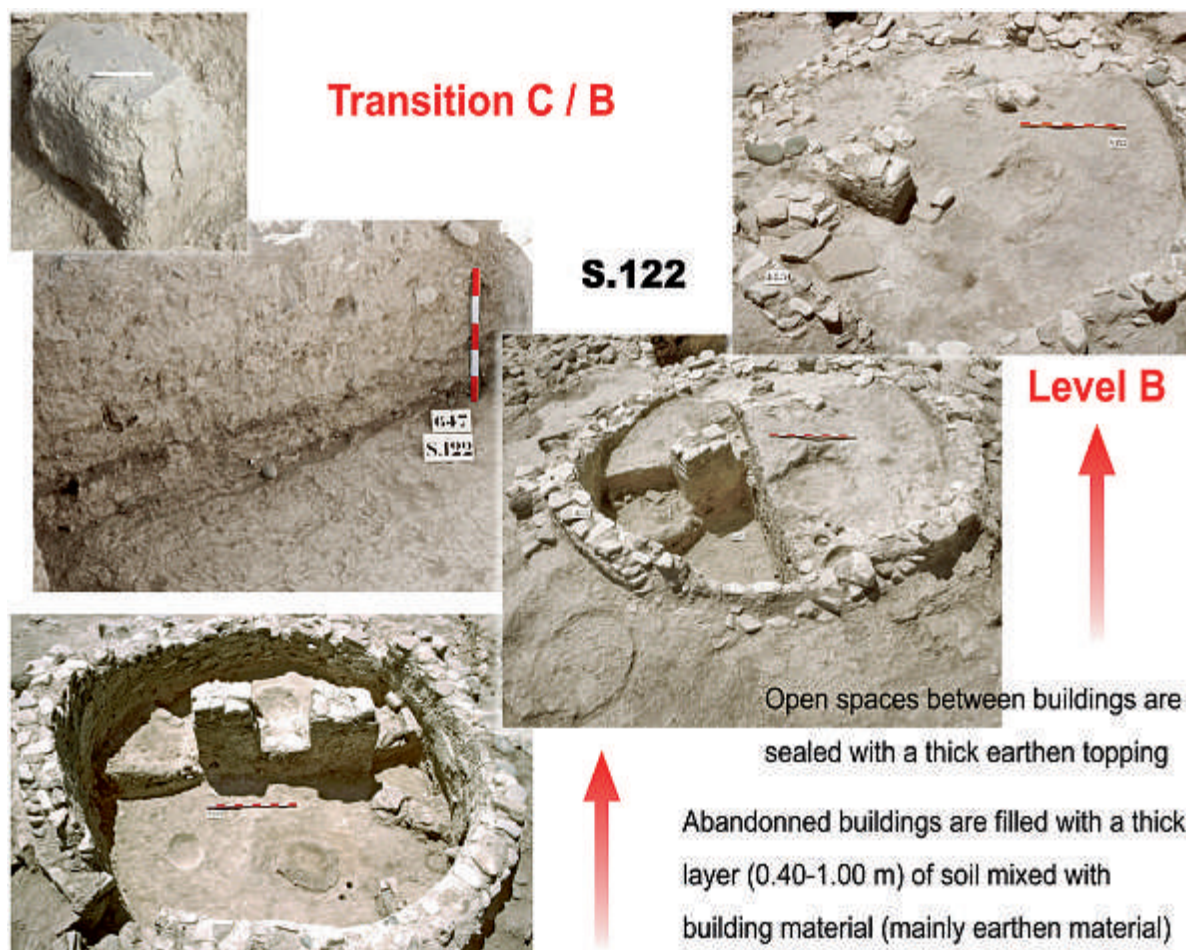 Transition C / B
S.122
647
S.122
Level B
Open spaces between buildings are
sealed with a thick earthen topping
Abandonned buildings are filled with a thick
layer (0.40-1.00 m) of soil mixed with
building material (mainly earthen material)